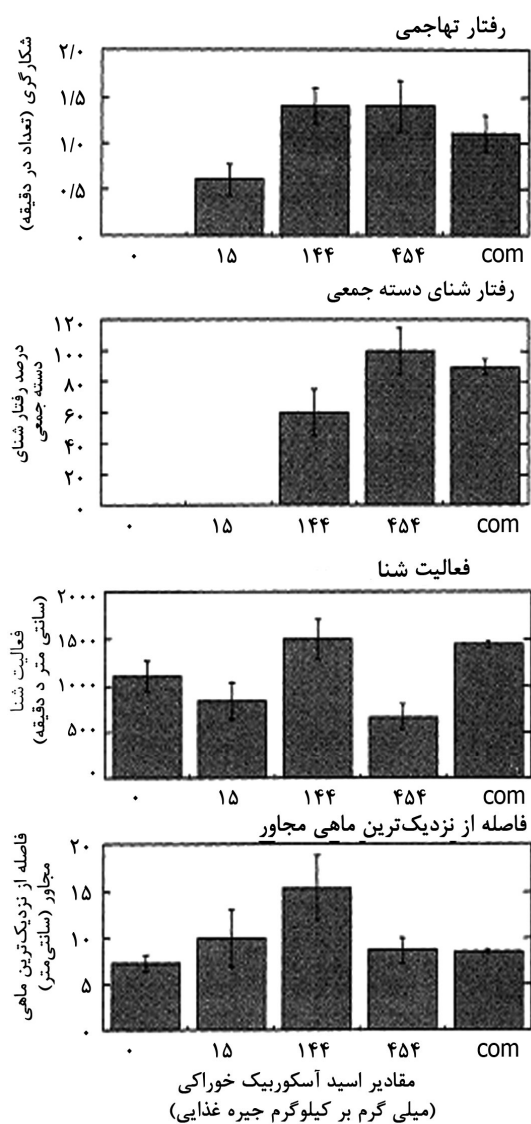 رفتار تهاجمی
شکارگری (تعداد در دقیقه)
۲/۰
۱/۵
۱/۰
۰/۵
۰
۰ ۱۵ ۱۴۴ ۴۵۴ com
رفتار شنای دسته جمعی
درصد رفتار شنای
دسته جمعی
۱۲۰
۱۰۰
۸۰
۶۰
۴۰
۲۰
۰
۰ ۱۵ ۱۴۴ ۴۵۴ com
فعالیت شنا
فعالیت شنا
(سانتی متر د دقیقه)
۲۰۰۰
۱۵۰۰
۱۰۰۰
۵۰۰
۰
۰ ۱۵ ۱۴۴ ۴۵۴ com
فاصله از نزدیک‌ترین ماهی مجاور
فاصله از نزدیک‌ترین ماهی
مجاور (سانتی‌متر)
۲۰
۱۵
۱۰
۵
۰
۰ ۱۵ ۱۴۴ ۴۵۴ com
مقادیر اسید آسکوربیک خوراکی
(میلی گرم بر کیلوگرم جیره غذایی)